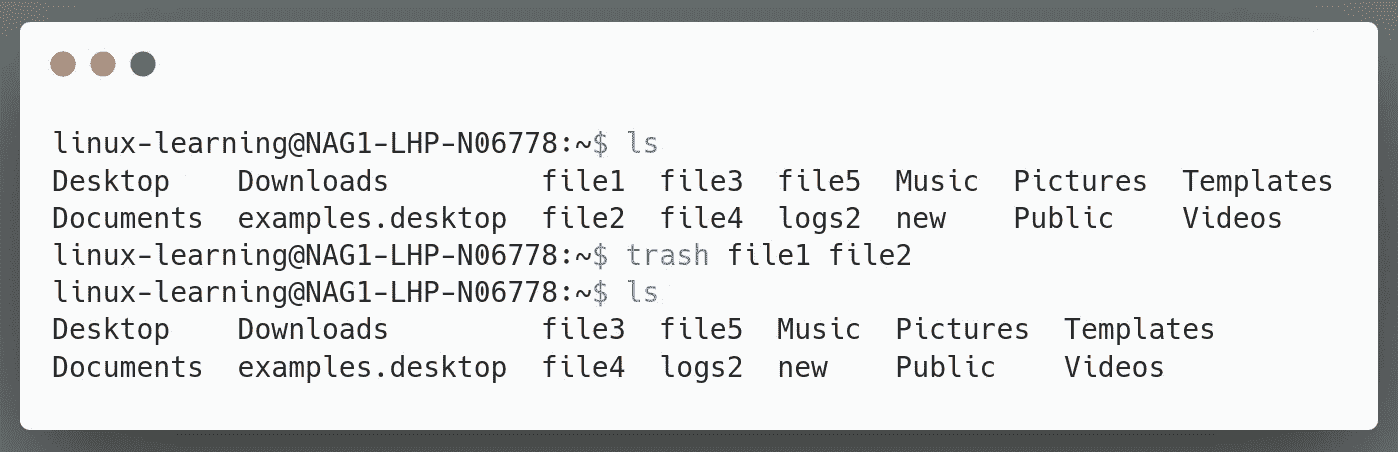 linux-learning@NAG1-LHP-N06778:~$ ls
Desktop    Downloads         file1  file3  file5  Music  Pictures  Templates
Documents  examples.desktop  file2  file4  logs2  new    Public    Videos
linux-learning@NAG1-LHP-N06778:~$ trash file1 file2
linux-learning@NAG1-LHP-N06778:~$ ls
Desktop    Downloads         file3  file5  Music  Pictures  Templates
Documents  examples.desktop  file4  logs2  new    Public    Videos